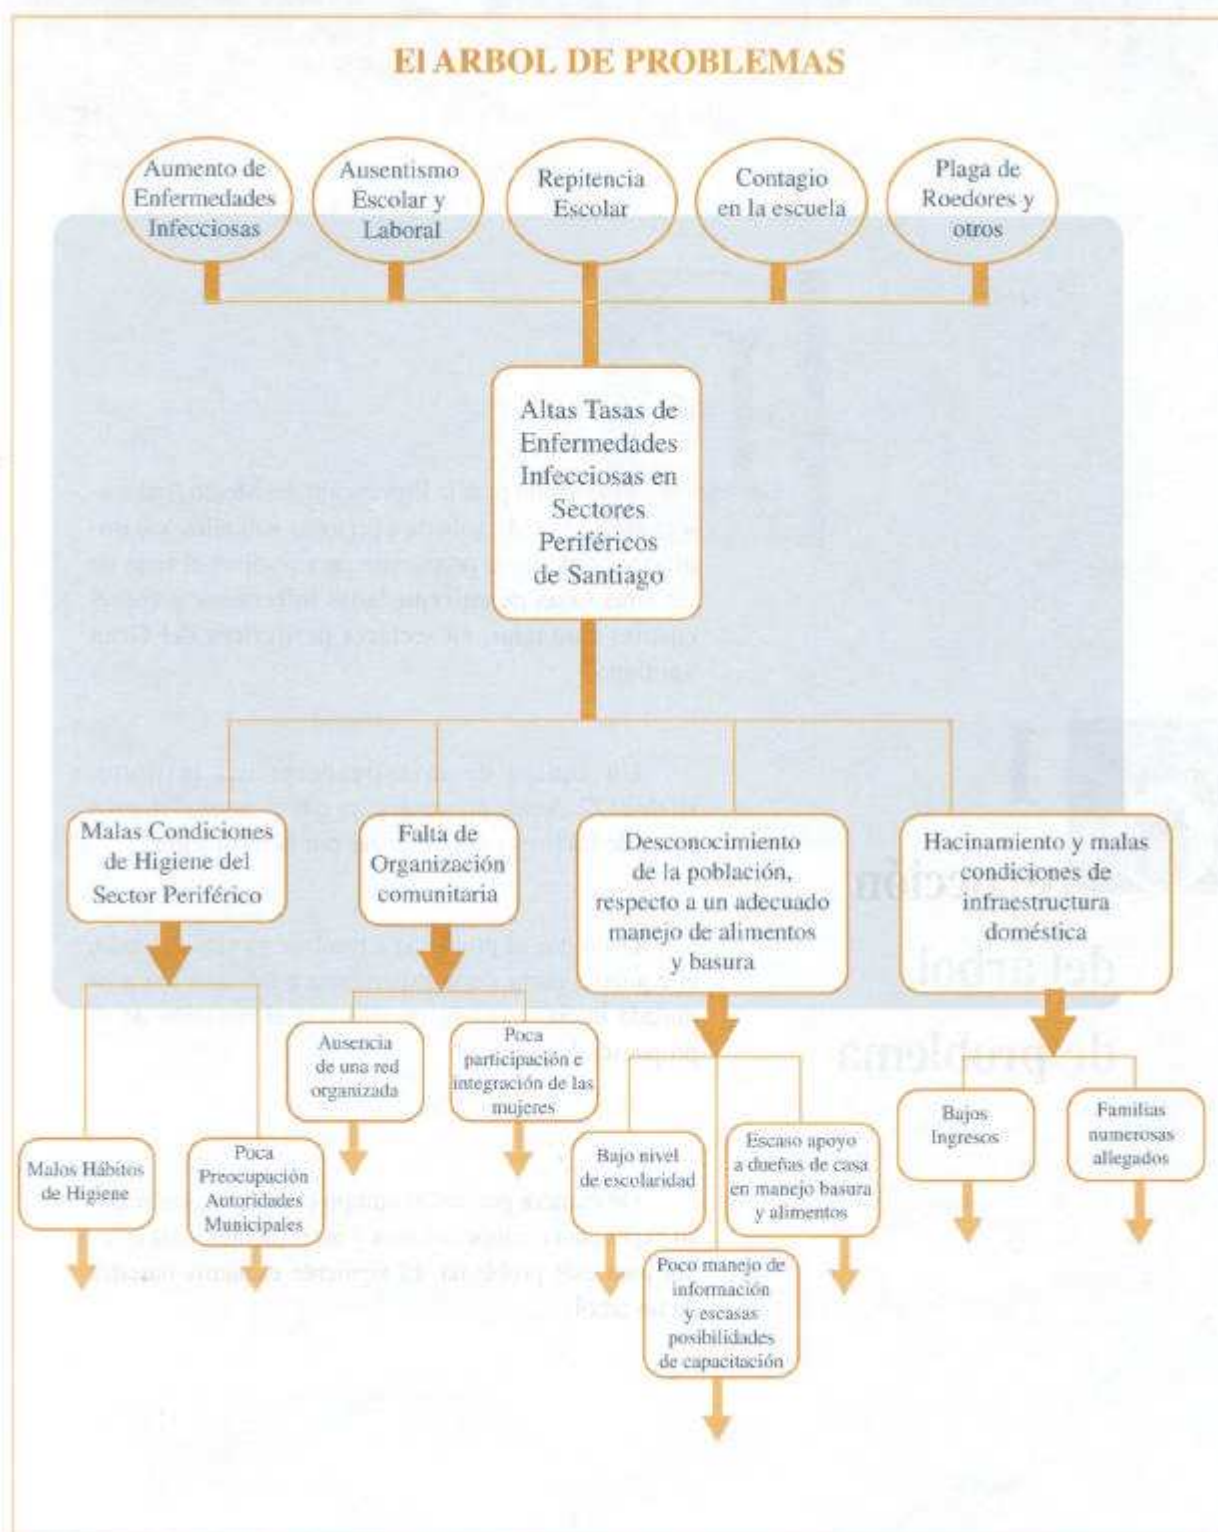 El ARBOL DE PROBLEMAS
Aumento de
Enfermedades
Infecciosas
Ausentismo
Escolar y
Laboral
Repitencia
Escolar
Contagio
en la escuela
Plaga de
Roedores y
otros
Altas Tasas de
Enfermedades
Infecciosas en
Sectores
Periféricos
de Santiago
Malas Condiciones
de Higiene del
Sector Periférico
Falta de
Organización
comunitaria
Desconocimiento
de la población,
respecto a un adecuado
manejo de alimentos
y basura
Hacinamiento y malas
condiciones de
infraestructura
doméstica
Malos Hábitos
de Higiene
Poca
Preocupación
Autoridades
Municipales
Ausencia
de una red
organizada
Poca
participación e
integración de las
mujeres
Bajo nivel
de escolaridad
Poco manejo de
información
y escasas
posibilidades
de capacitación
Escaso apoyo
a dueñas de casa
en manejo basura
y alimentos
Bajos
Ingresos
Familias
numerosas
allegados